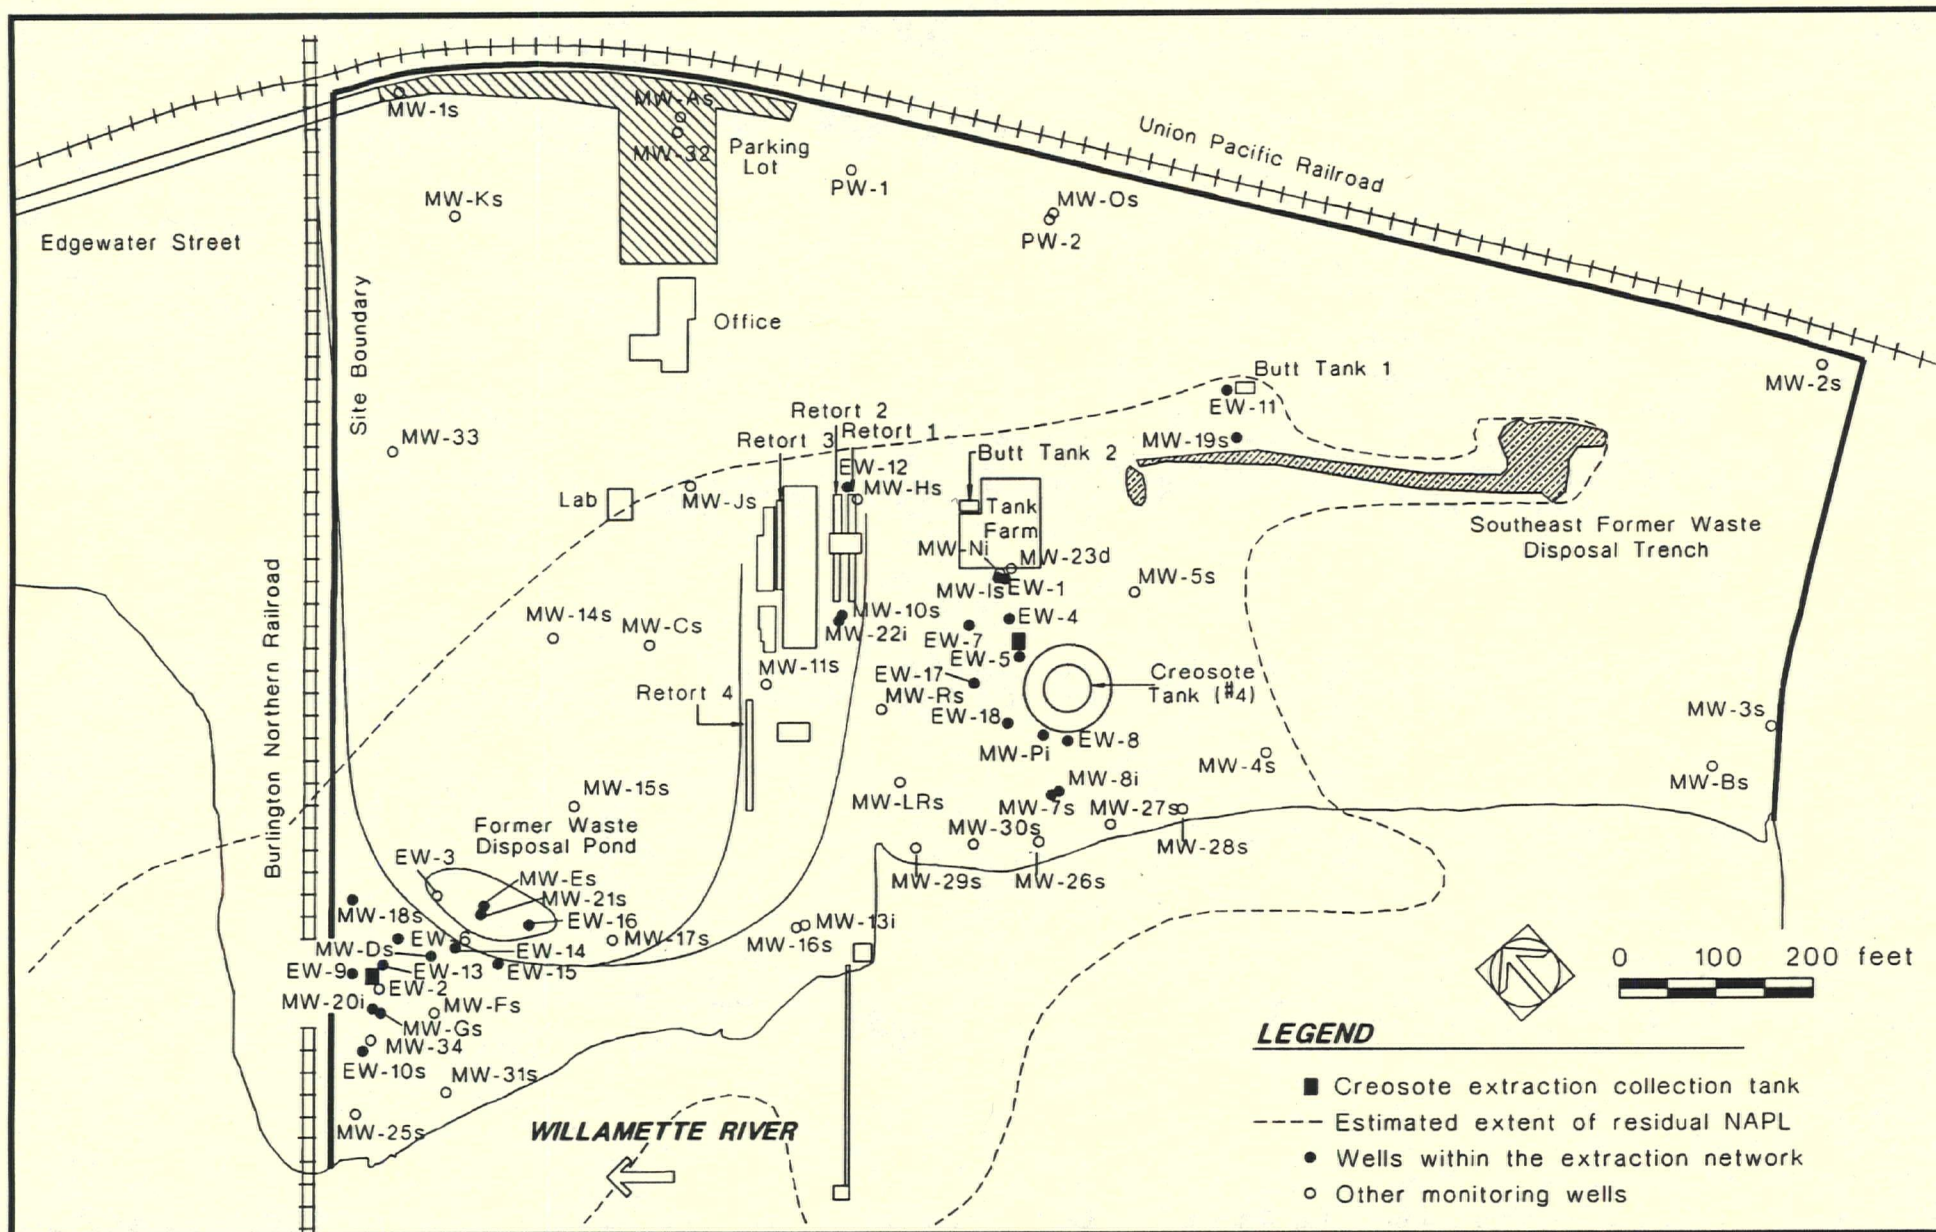 MW-1s
MW-As
MW-32
Parking
Lot
PW-1
MW-Ks
MW-Os
PW-2
Union Pacific Railroad
Edgewater Street
Site Boundary
Office
Butt Tank 1
EW-11
MW-2s
MW-33
Retort 2
Retort 3
Retort 1
MW-19s
Butt Tank 2
EW-12
MW-Hs
Lab
MW-Js
Tank
Farm
Southeast Former Waste
Disposal Trench
MW-Ni
MW-23d
MW-Is
EW-1
MW-5s
Burlington Northern Railroad
MW-14s
MW-Cs
MW-10s
MW-22i
EW-4
EW-7
EW-5
MW-11s
EW-17
Creosote
Tank (#4)
Retort 4
MW-Rs
EW-18
MW-3s
EW-8
MW-Pi
MW-4s
MW-Bs
MW-15s
MW-LRs
MW-8i
MW-7s
MW-27s
Former Waste
Disposal Pond
MW-30s
MW-28s
EW-3
MW-Es
MW-29s
MW-26s
MW-21s
MW-18s
EW-16
MW-13i
EW-6
MW-17s
MW-16s
MW-Ds
EW-14
EW-9
EW-13
EW-15
EW-2
MW-20i
MW-Fs
MW-Gs
MW-34
EW-10s
MW-31s
MW-25s
WILLAMETTE RIVER
0 100 200 feet
LEGEND
Creosote extraction collection tank
Estimated extent of residual NAPL
Wells within the extraction network
Other monitoring wells